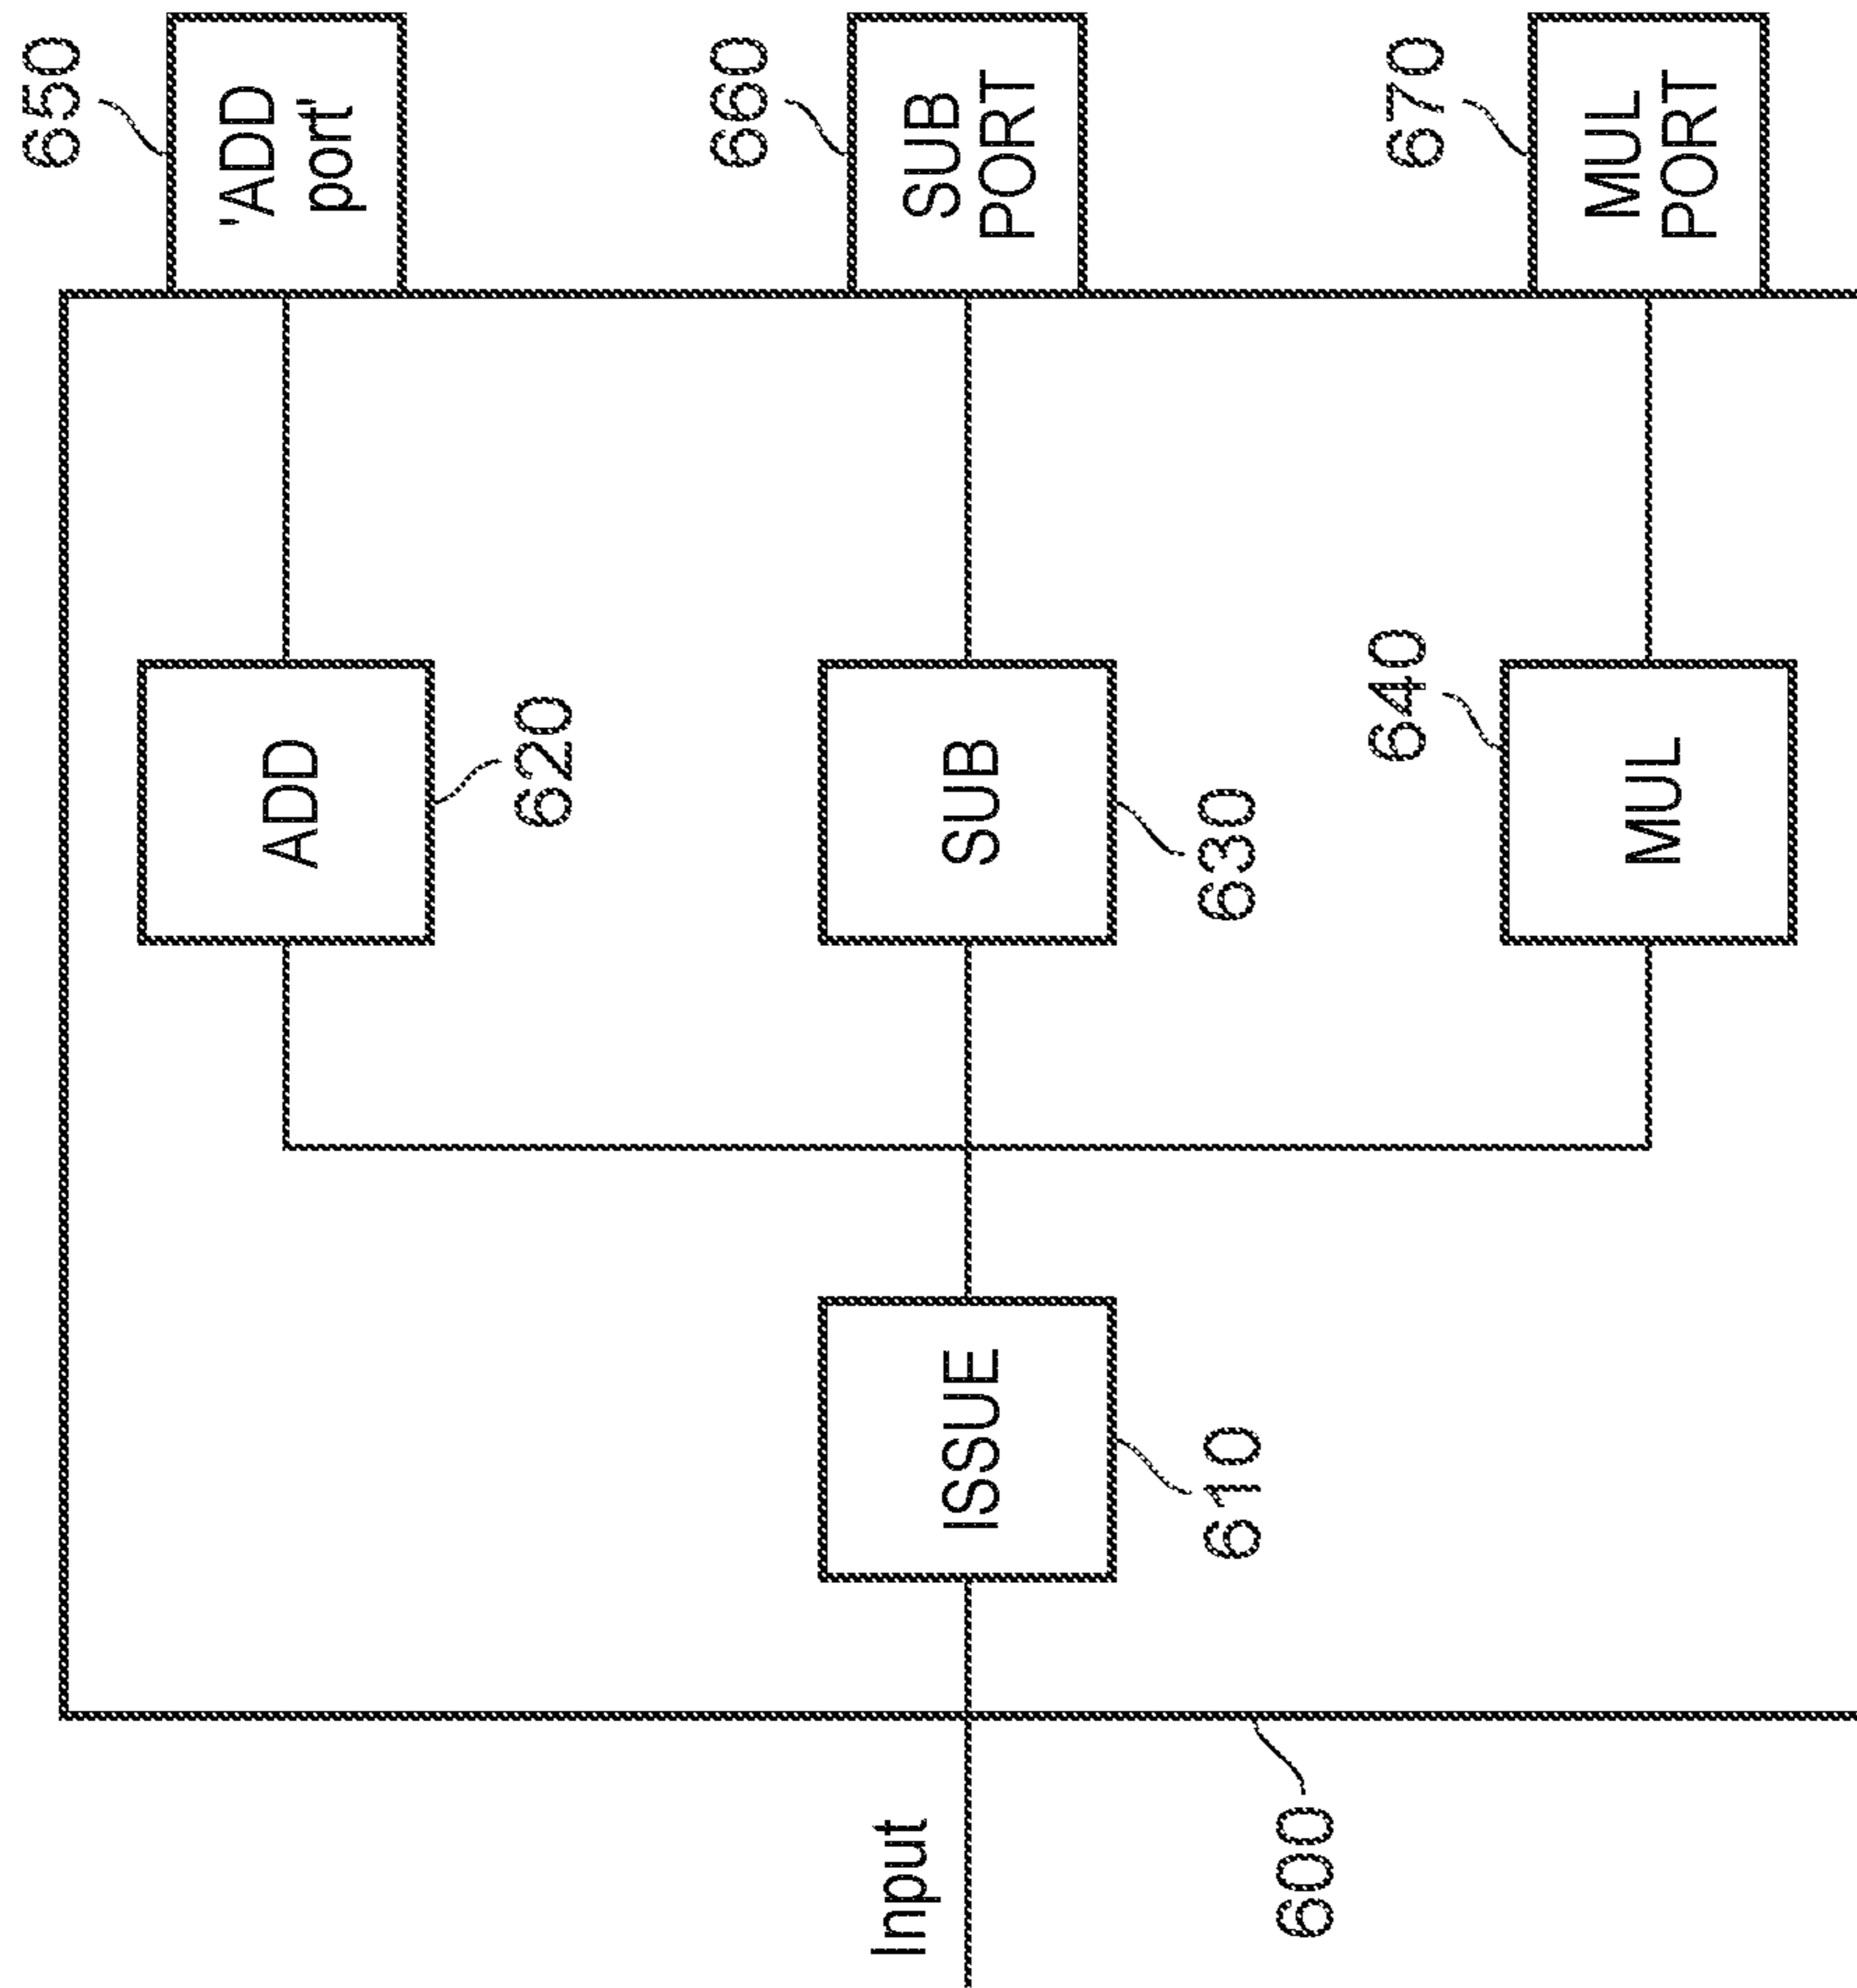 650
'ADD
port'
660
SUB
PORT
670
MUL
PORT
ADD
620
SUB
630
640
MUL
ISSUE
610
Input
600